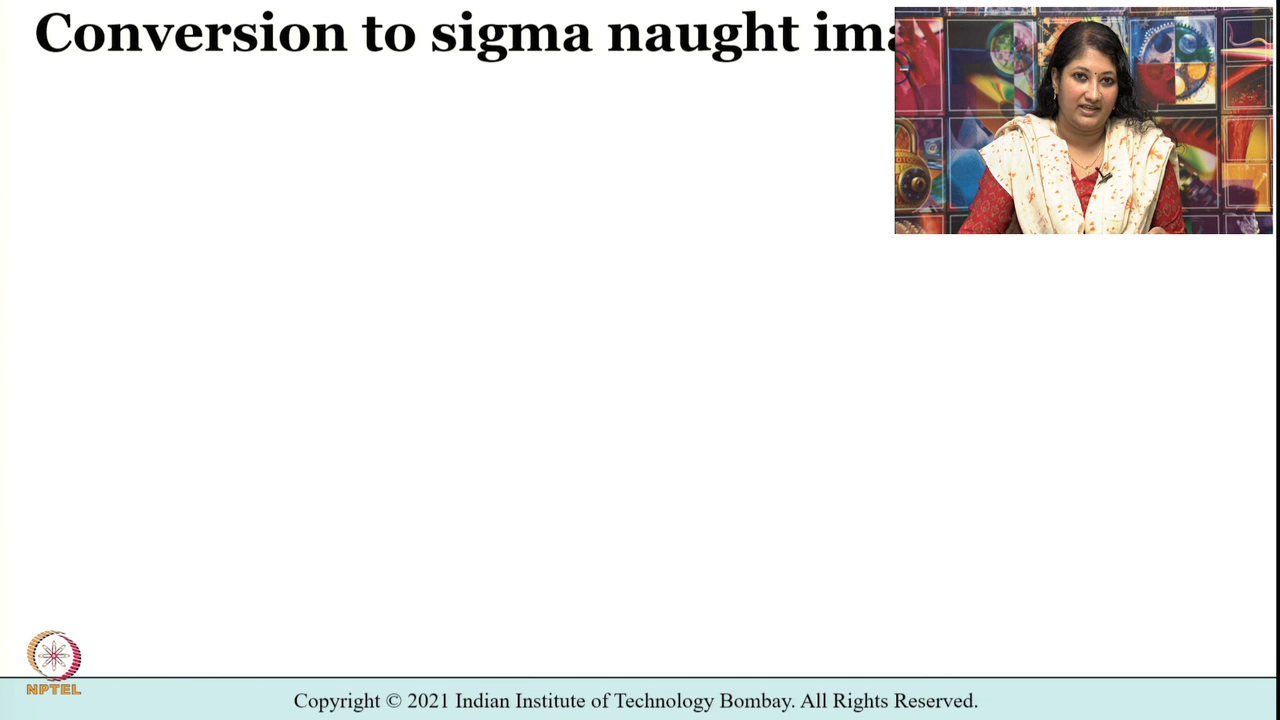 Conversion to sigma naught ima
NPTEL
Copyright © 2021 Indian Institute of Technology Bombay. All Rights Reserved.